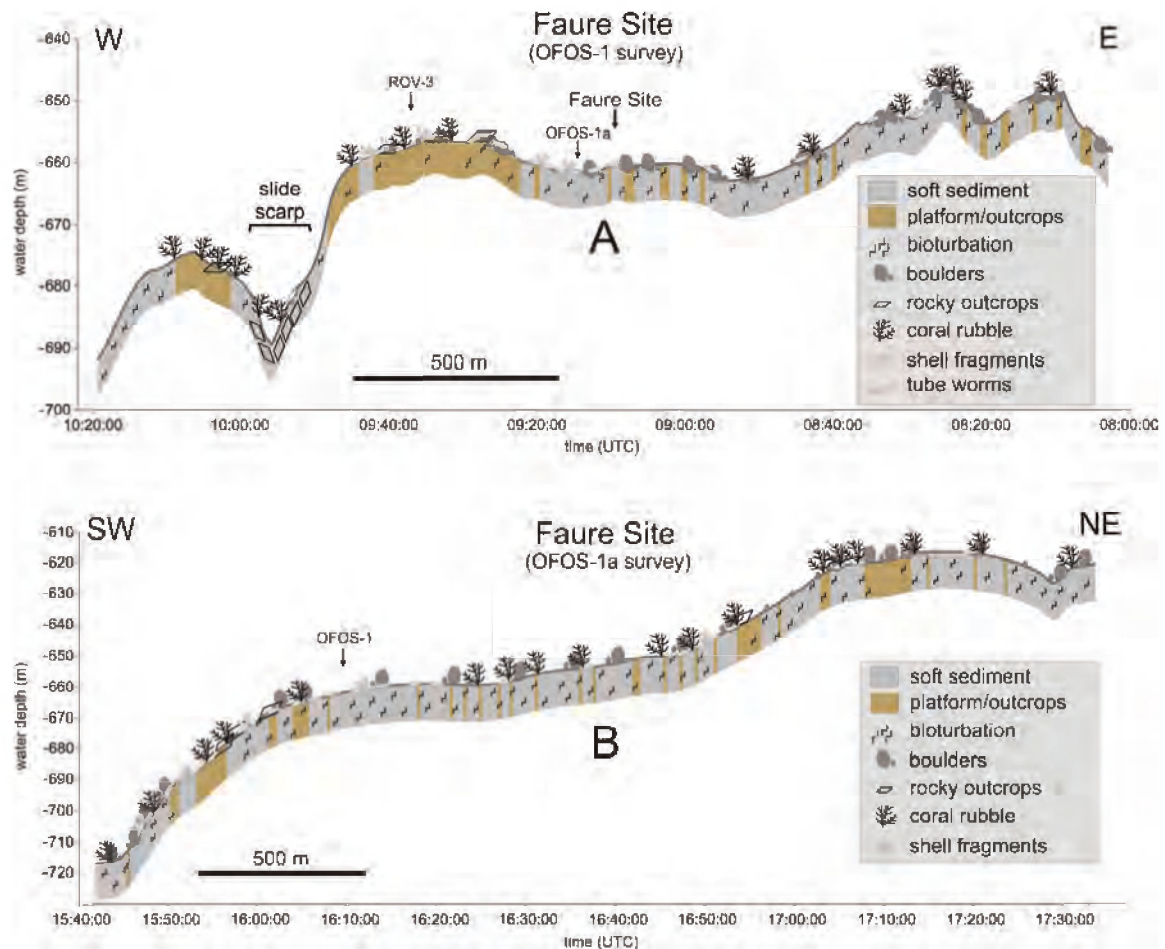 Faure Site
(OFOS-1 survey)
W
E
-640
-650
-660
-670
-680
-690
-700
water depth (m)
ROV-3
Faure Site
OFOS-1a
slide
scarp
A
500 m
soft sediment
platform/outcrops
bioturbation
boulders
rocky outcrops
coral rubble
shell fragments
tube worms
10:20:00 10:00:00 09:40:00 09:20:00 09:00:00 08:40:00 08:20:00 08:00:00
time (UTC)
SW
NE
Faure Site
(OFOS-1a survey)
-610
-620
-630
-640
-650
-660
-670
-680
-690
-700
-710
-720
water depth (m)
OFOS-1
B
500 m
soft sediment
platform/outcrops
bioturbation
boulders
rocky outcrops
coral rubble
shell fragments
15:40:00 15:50:00 16:00:00 16:10:00 16:20:00 16:30:00 16:40:00 16:50:00 17:00:00 17:10:00 17:20:00 17:30:00
time (UTC)